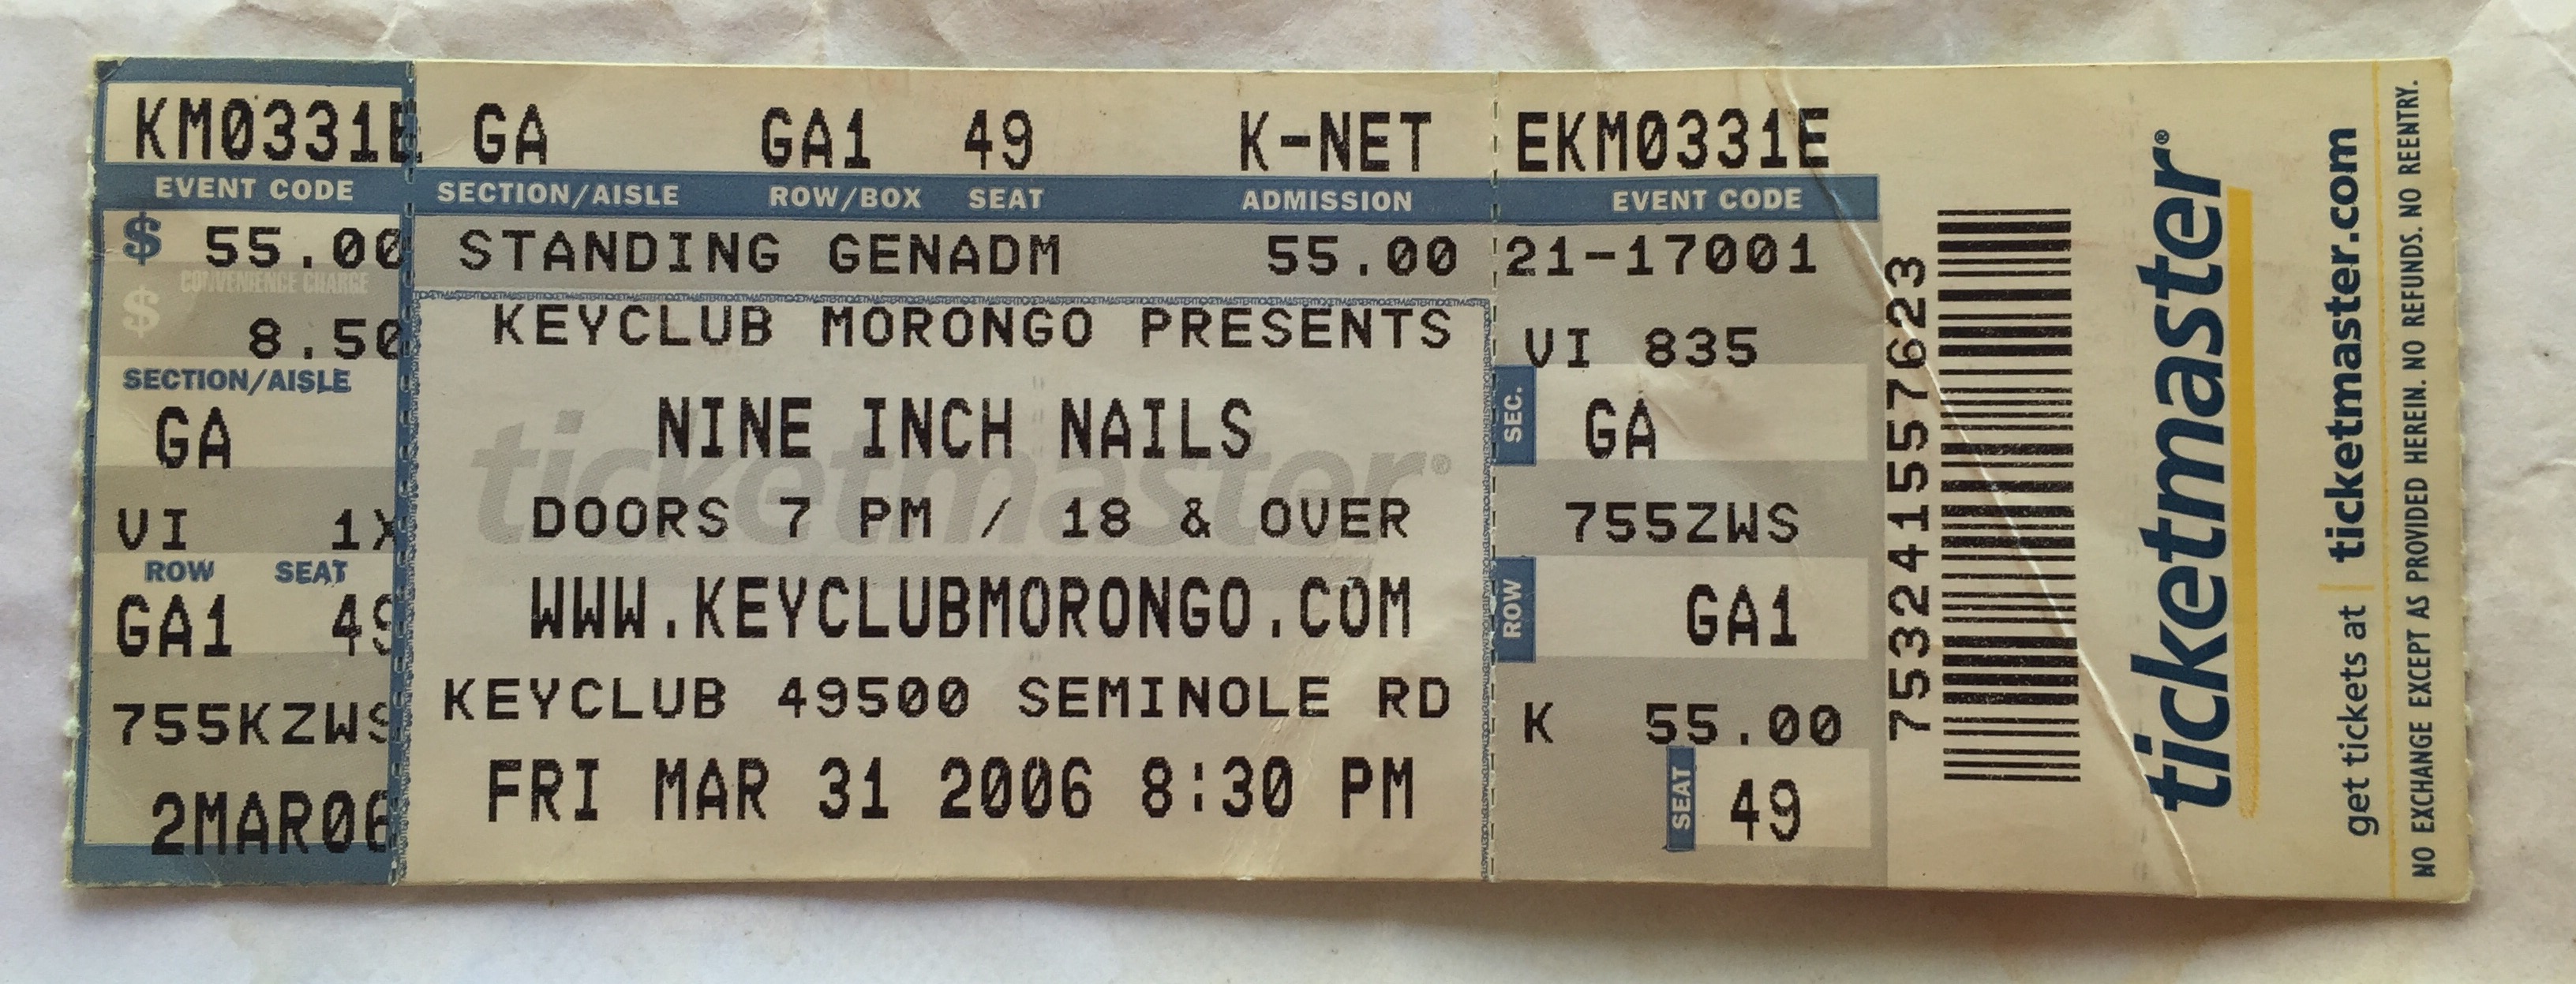 KM0331E
EVENT CODE
$ 55.00
CONVENIENCE CHARGE
$
8.50
SECTION/AISLE
GA
VI 1X
ROW SEAT
GA1 49
755KZWS
2MAR06
GA GA1 49 K-NET
SECTION/AISLE ROW/BOX SEAT ADMISSION
STANDING GENADM 55.00
KEYCLUB MORONGO PRESENTS
NINE INCH NAILS
ticketmaster®
DOORS 7 PM / 18 & OVER
WWW.KEYCLUBMORONGO.COM
KEYCLUB 49500 SEMINOLE RD
FRI MAR 31 2006 8:30 PM
EKM0331E
EVENT CODE
21-17001
VI 835
SEC. GA
755ZWS
ROW GA1
K 55.00
SEAT 49
753241557623
ticketmaster®
get tickets at | ticketmaster.com
NO EXCHANGE EXCEPT AS PROVIDED HEREIN. NO REFUNDS. NO REENTRY.